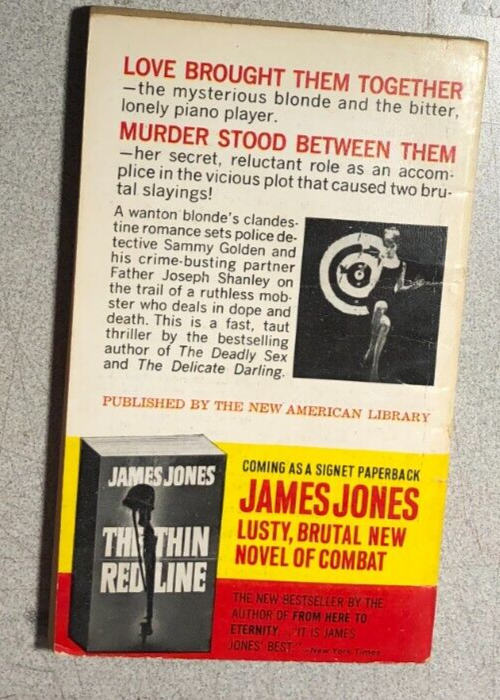 LOVE BROUGHT THEM TOGETHER
—the mysterious blonde and the bitter,
lonely piano player.
MURDER STOOD BETWEEN THEM
—her secret, reluctant role as an accom-
plice in the vicious plot that caused two bru-
tal slayings!
A wanton blonde's clandes-
tine romance sets police de-
tective Sammy Golden and
his crime-busting partner
Father Joseph Shanley on
the trail of a ruthless mob-
ster who deals in dope and
death. This is a fast, taut
thriller by the bestselling
author of The Deadly Sex
and The Delicate Darling.
PUBLISHED BY THE NEW AMERICAN LIBRARY
JAMES JONES
THE THIN
RED LINE
COMING AS A SIGNET PAPERBACK
JAMES JONES
LUSTY, BRUTAL NEW
NOVEL OF COMBAT
THE NEW BESTSELLER BY THE
AUTHOR OF FROM HERE TO
ETERNITY. "IT IS JAMES
JONES' BEST." —New York Times